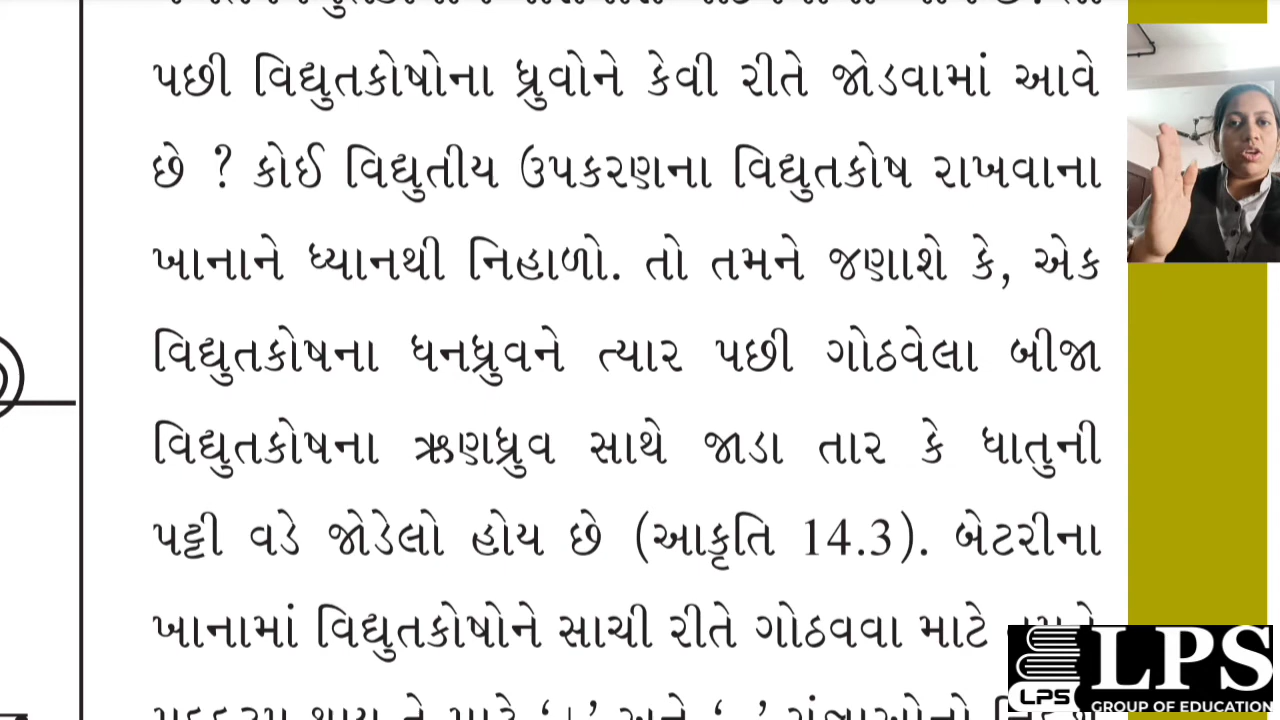 પછી વિદ્યુતકોષોના ધ્રુવોને કેવી રીતે જોડવામાં આવે
છે ? કોઈ વિદ્યુતીય ઉપકરણના વિદ્યુતકોષ રાખવાના
ખાનાને ધ્યાનથી નિહાળો. તો તમને જણાશે કે, એક
વિદ્યુતકોષના ધનધ્રુવને ત્યાર પછી ગોઠવેલા બીજા
વિદ્યુતકોષના ઋણધ્રુવ સાથે જાડા તાર કે ધાતુની
પટ્ટી વડે જોડેલો હોય છે (આકૃતિ 14.3). બેટરીના
ખાનામાં વિદ્યુતકોષોને સાચી રીતે ગોઠવવા માટે
LPS
LPS
GROUP OF EDUCATION